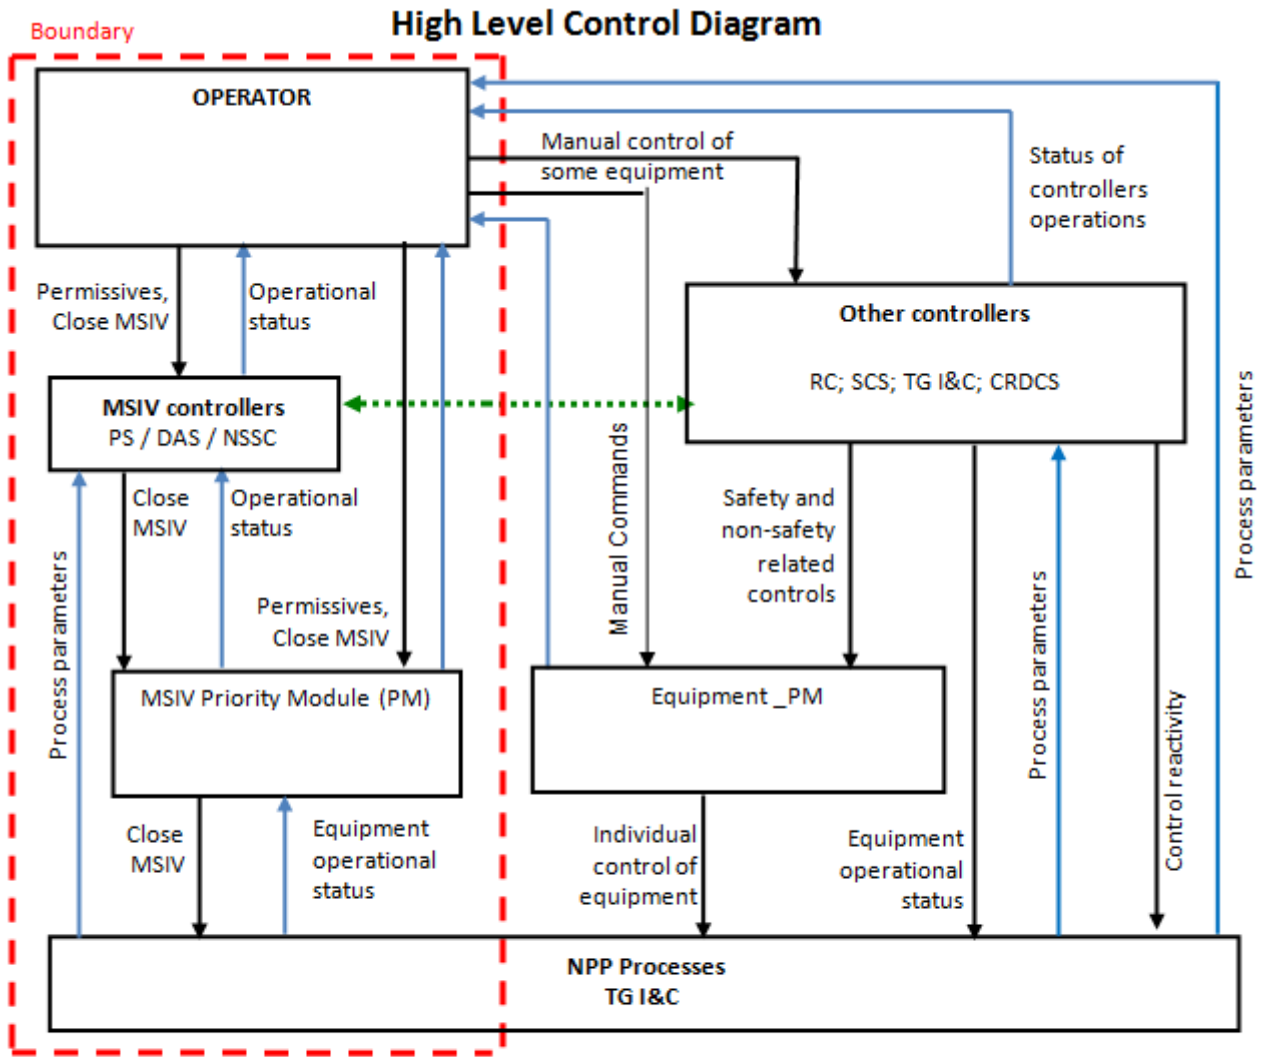 High Level Control Diagram
Boundary
OPERATOR
Manual control of
some equipment
Status of
controllers
operations
Permissives,
Close MSIV
Operational
status
Other controllers
RC; SCS; TG I&C; CRDCS
MSIV controllers
PS / DAS / NSSC
Process parameters
Close
MSIV
Operational
status
Manual Commands
Safety and
non-safety
related
controls
Process parameters
Process parameters
Permissives,
Close MSIV
MSIV Priority Module (PM)
Equipment _PM
Control reactivity
Close
MSIV
Equipment
operational
status
Individual
control of
equipment
Equipment
operational
status
NPP Processes
TG I&C